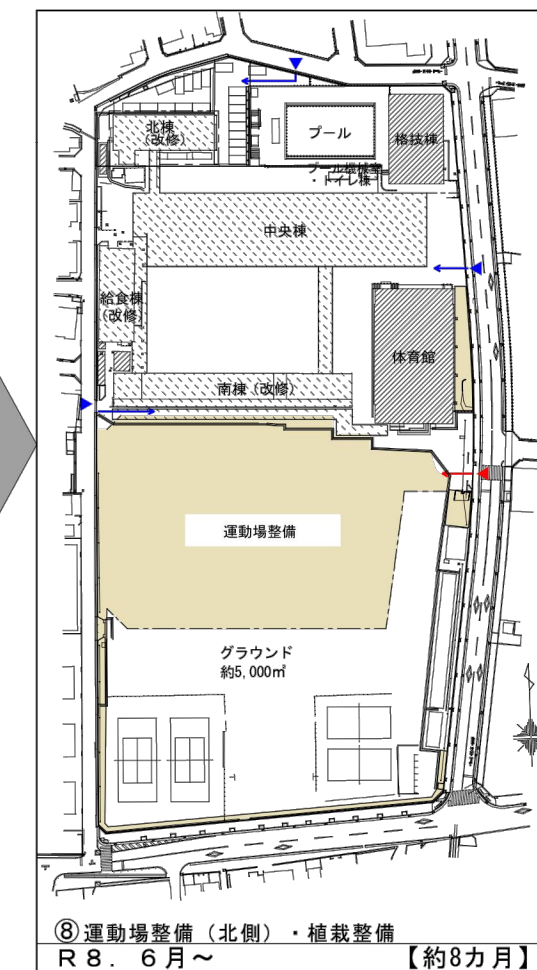 北棟
(改修)
プール
格技棟
プール機械室
・トイレ棟
中央棟
給食棟
(改修)
体育館
南棟(改修)
運動場整備
グラウンド
約5,000㎡
⑧運動場整備(北側)・植栽整備
R8. 6月～ 【約8カ月】